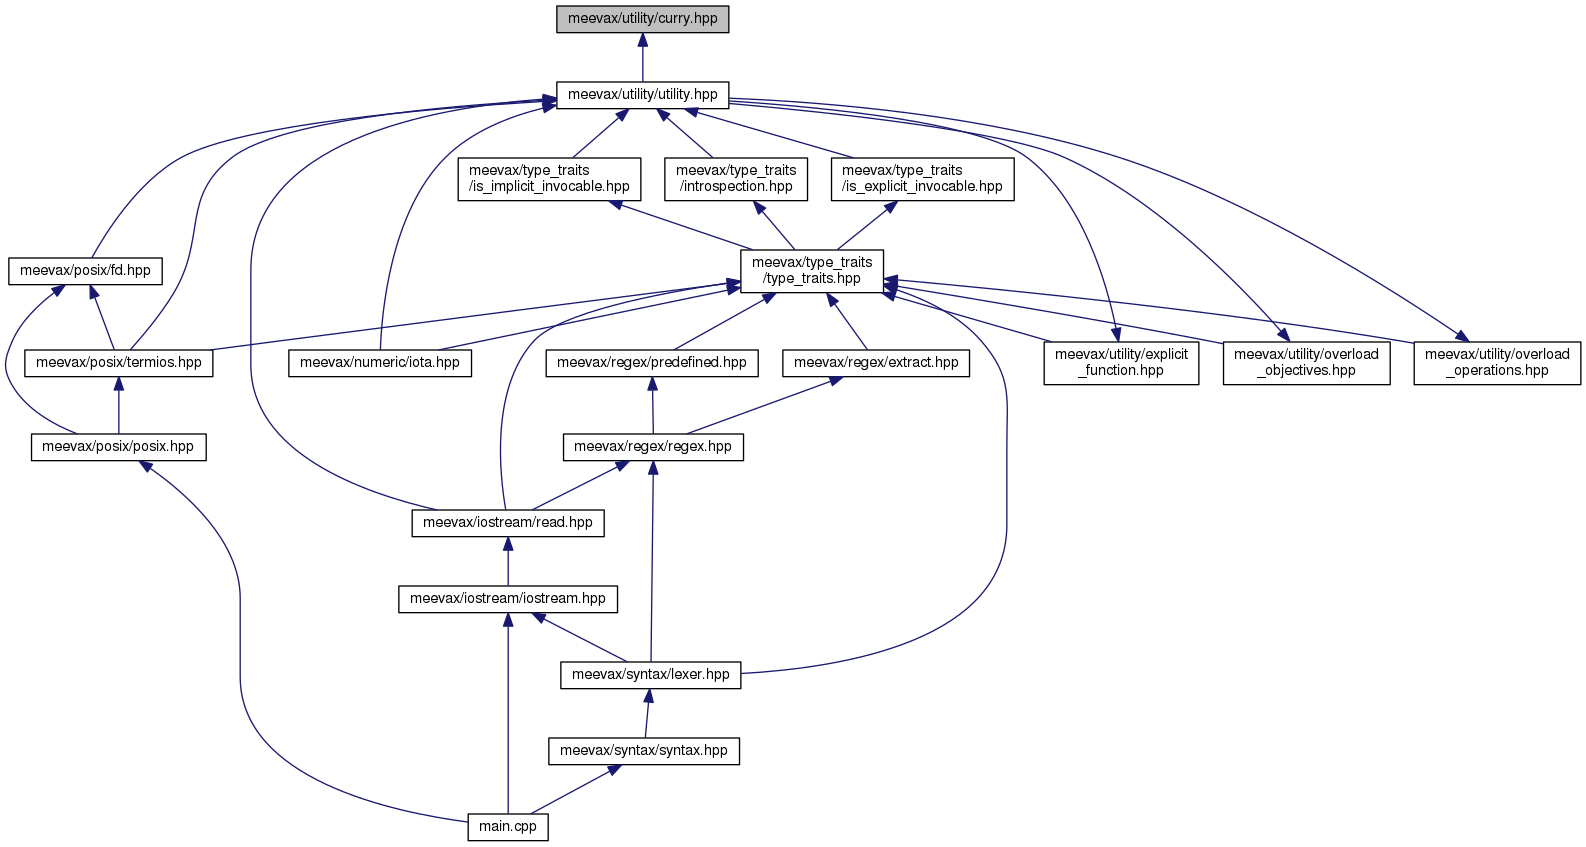 meevax/utility/curry.hpp
meevax/utility/utility.hpp
meevax/type_traits
/is_implicit_invocable.hpp
meevax/type_traits
/introspection.hpp
meevax/type_traits
/is_explicit_invocable.hpp
meevax/posix/fd.hpp
meevax/type_traits
/type_traits.hpp
meevax/posix/termios.hpp
meevax/numeric/iota.hpp
meevax/regex/predefined.hpp
meevax/regex/extract.hpp
meevax/utility/explicit
_function.hpp
meevax/utility/overload
_objectives.hpp
meevax/utility/overload
_operations.hpp
meevax/posix/posix.hpp
meevax/regex/regex.hpp
meevax/iostream/read.hpp
meevax/iostream/iostream.hpp
meevax/syntax/lexer.hpp
meevax/syntax/syntax.hpp
main.cpp